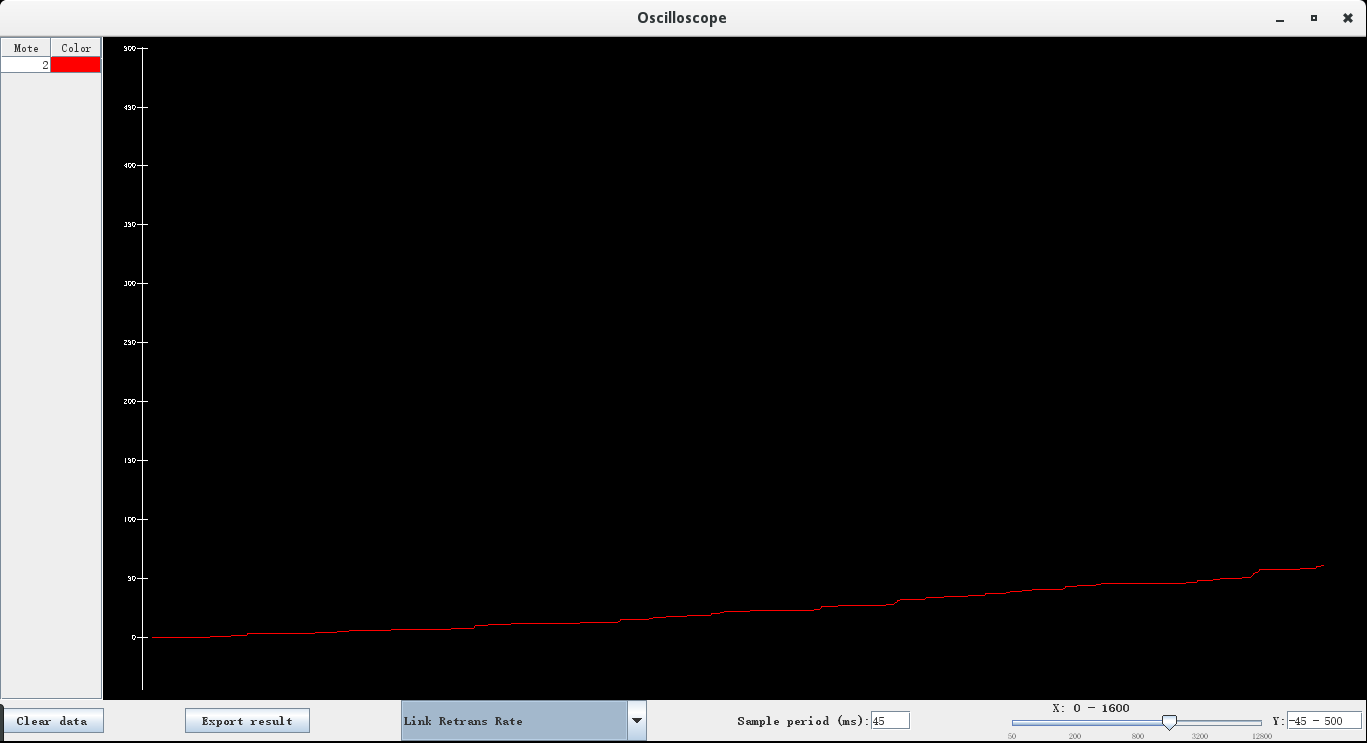 Oscilloscope
Mote Color
2
500
450
400
350
300
250
200
150
100
50
0
Clear data
Export result
Link Retrans Rate
Sample period (ms): 45
X: 0 - 1600
50 200 800 3200 12800
Y: -45 - 500